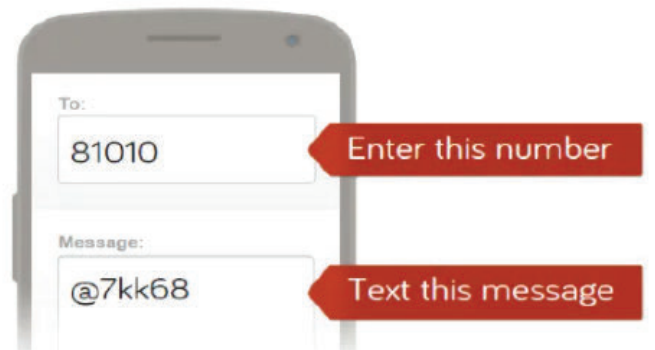 To:
81010
Enter this number
Message:
@7kk68
Text this message